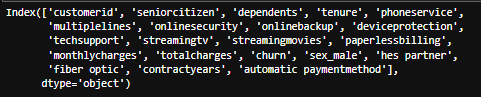 Index(['customerid', 'seniorcitizen', 'dependents', 'tenure', 'phoneservice',
'multiplelines', 'onlinesecurity', 'onlinebackup', 'deviceprotection',
'techsupport', 'streamingtv', 'streamingmovies', 'paperlessbilling',
'monthlycharges', 'totalcharges', 'churn', 'sex_male', 'hes partner',
'fiber optic', 'contractyears', 'automatic paymentmethod'],
dtype='object')